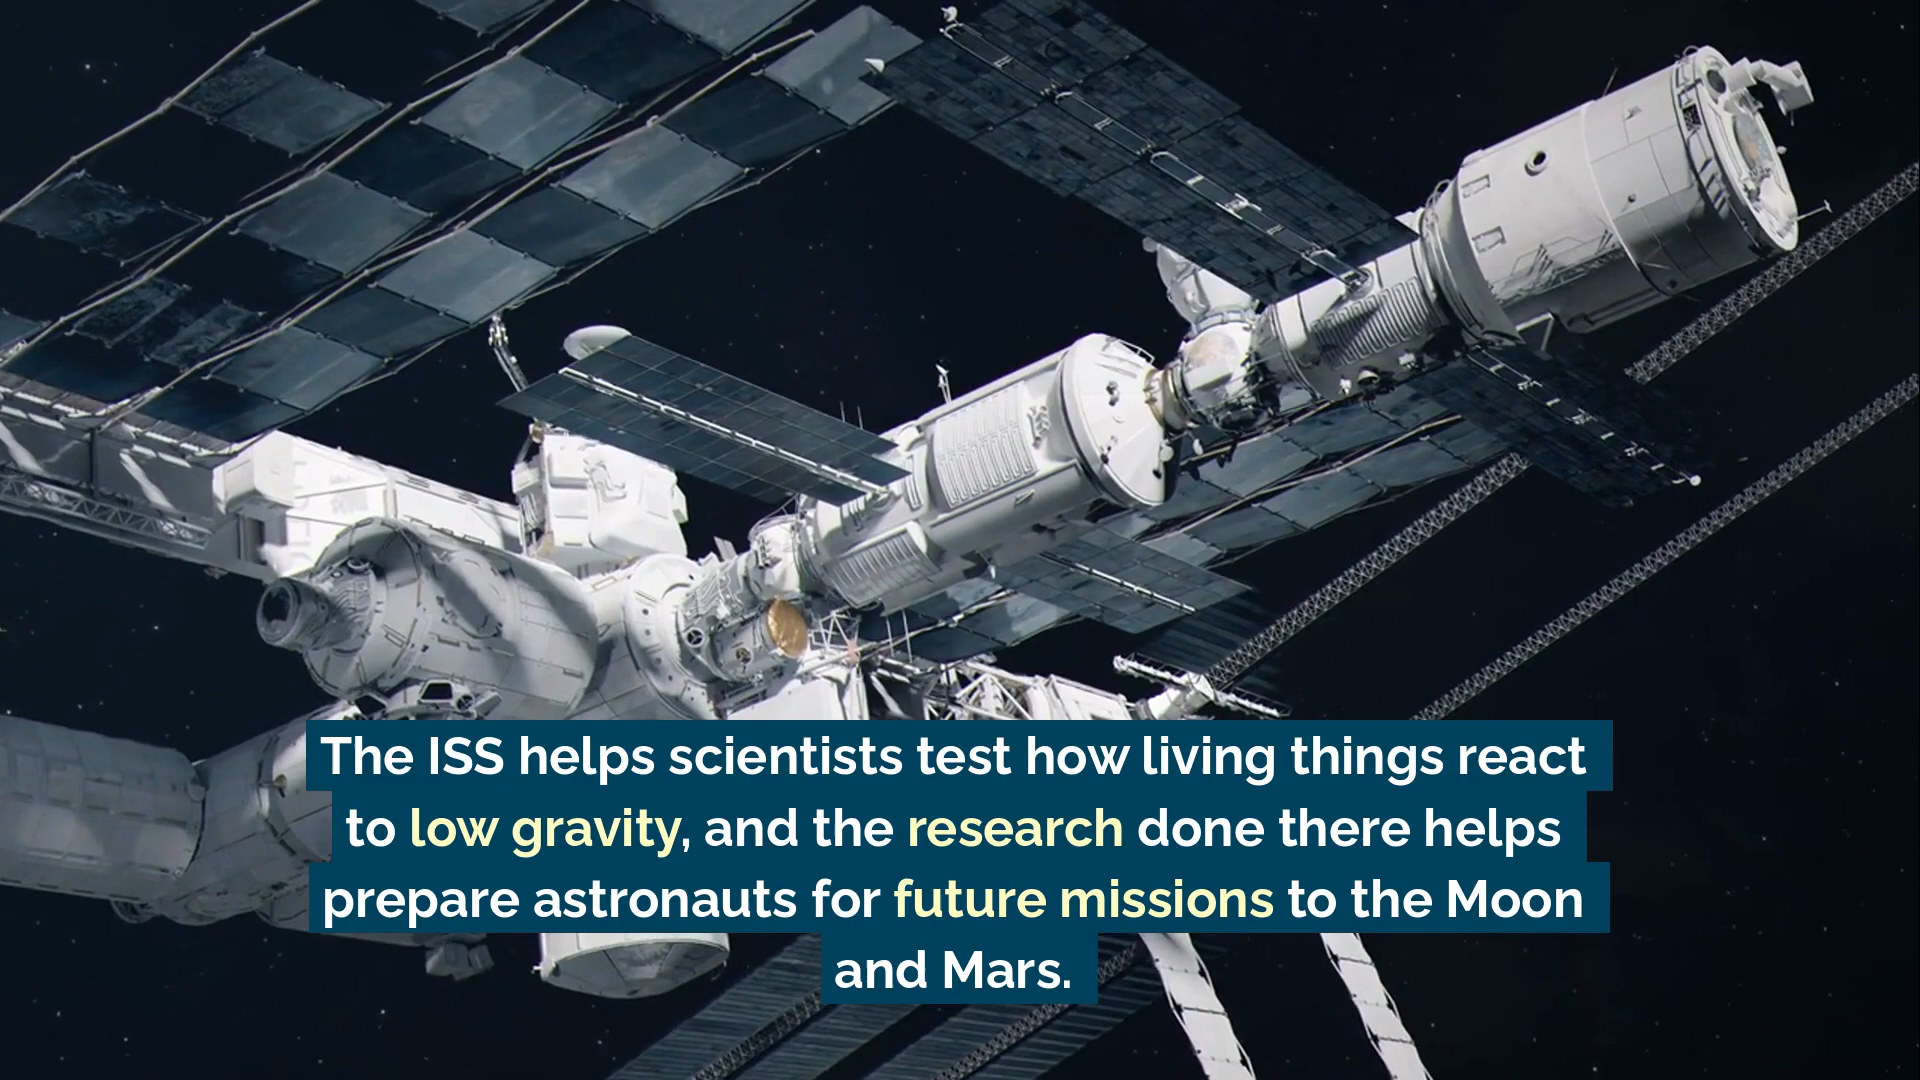 The ISS helps scientists test how living things react
to low gravity, and the research done there helps
prepare astronauts for future missions to the Moon
and Mars.